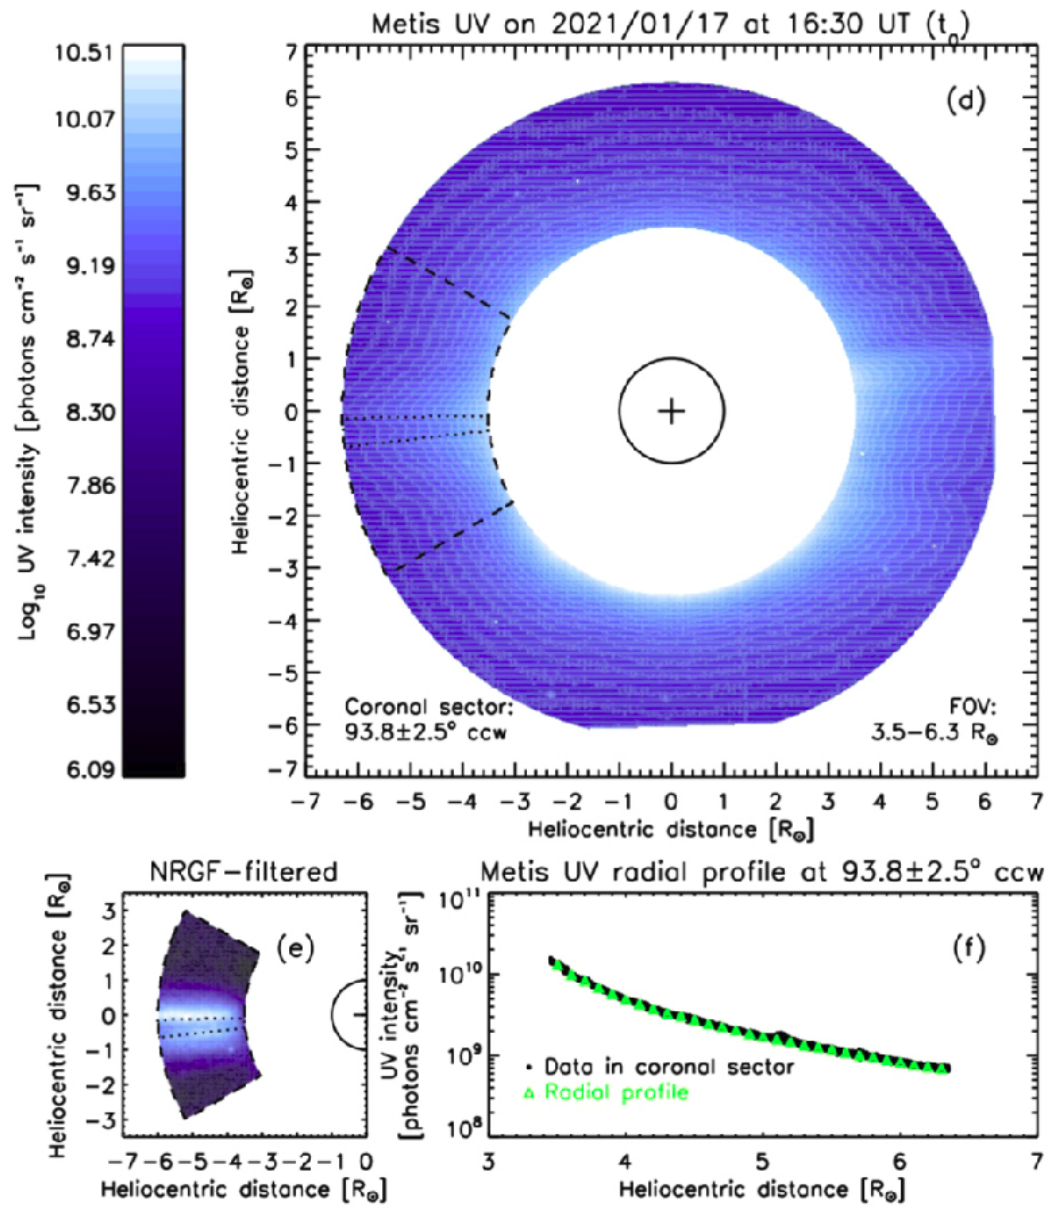 Metis UV on 2021/01/17 at 16:30 UT (t₀)
(d)
Log₁₀ UV intensity [photons cm⁻² s⁻¹ sr⁻¹]
10.51
10.07
9.63
9.19
8.74
8.30
7.86
7.42
6.97
6.53
6.09
Heliocentric distance [R☉]
7
6
5
4
3
2
1
0
−1
−2
−3
−4
−5
−6
−7
Coronal sector:
93.8±2.5° ccw
FOV:
3.5−6.3 R☉
−7 −6 −5 −4 −3 −2 −1 0 1 2 3 4 5 6 7
Heliocentric distance [R☉]
NRGF−filtered
(e)
Heliocentric distance [R☉]
3
2
1
0
−1
−2
−3
−7 −6 −5 −4 −3 −2 −1 0
Heliocentric distance [R☉]
Metis UV radial profile at 93.8±2.5° ccw
(f)
UV intensity
[photons cm⁻² s⁻¹ sr⁻¹]
10¹¹
10¹⁰
10⁹
10⁸
Data in coronal sector
Radial profile
3 4 5 6 7
Heliocentric distance [R☉]